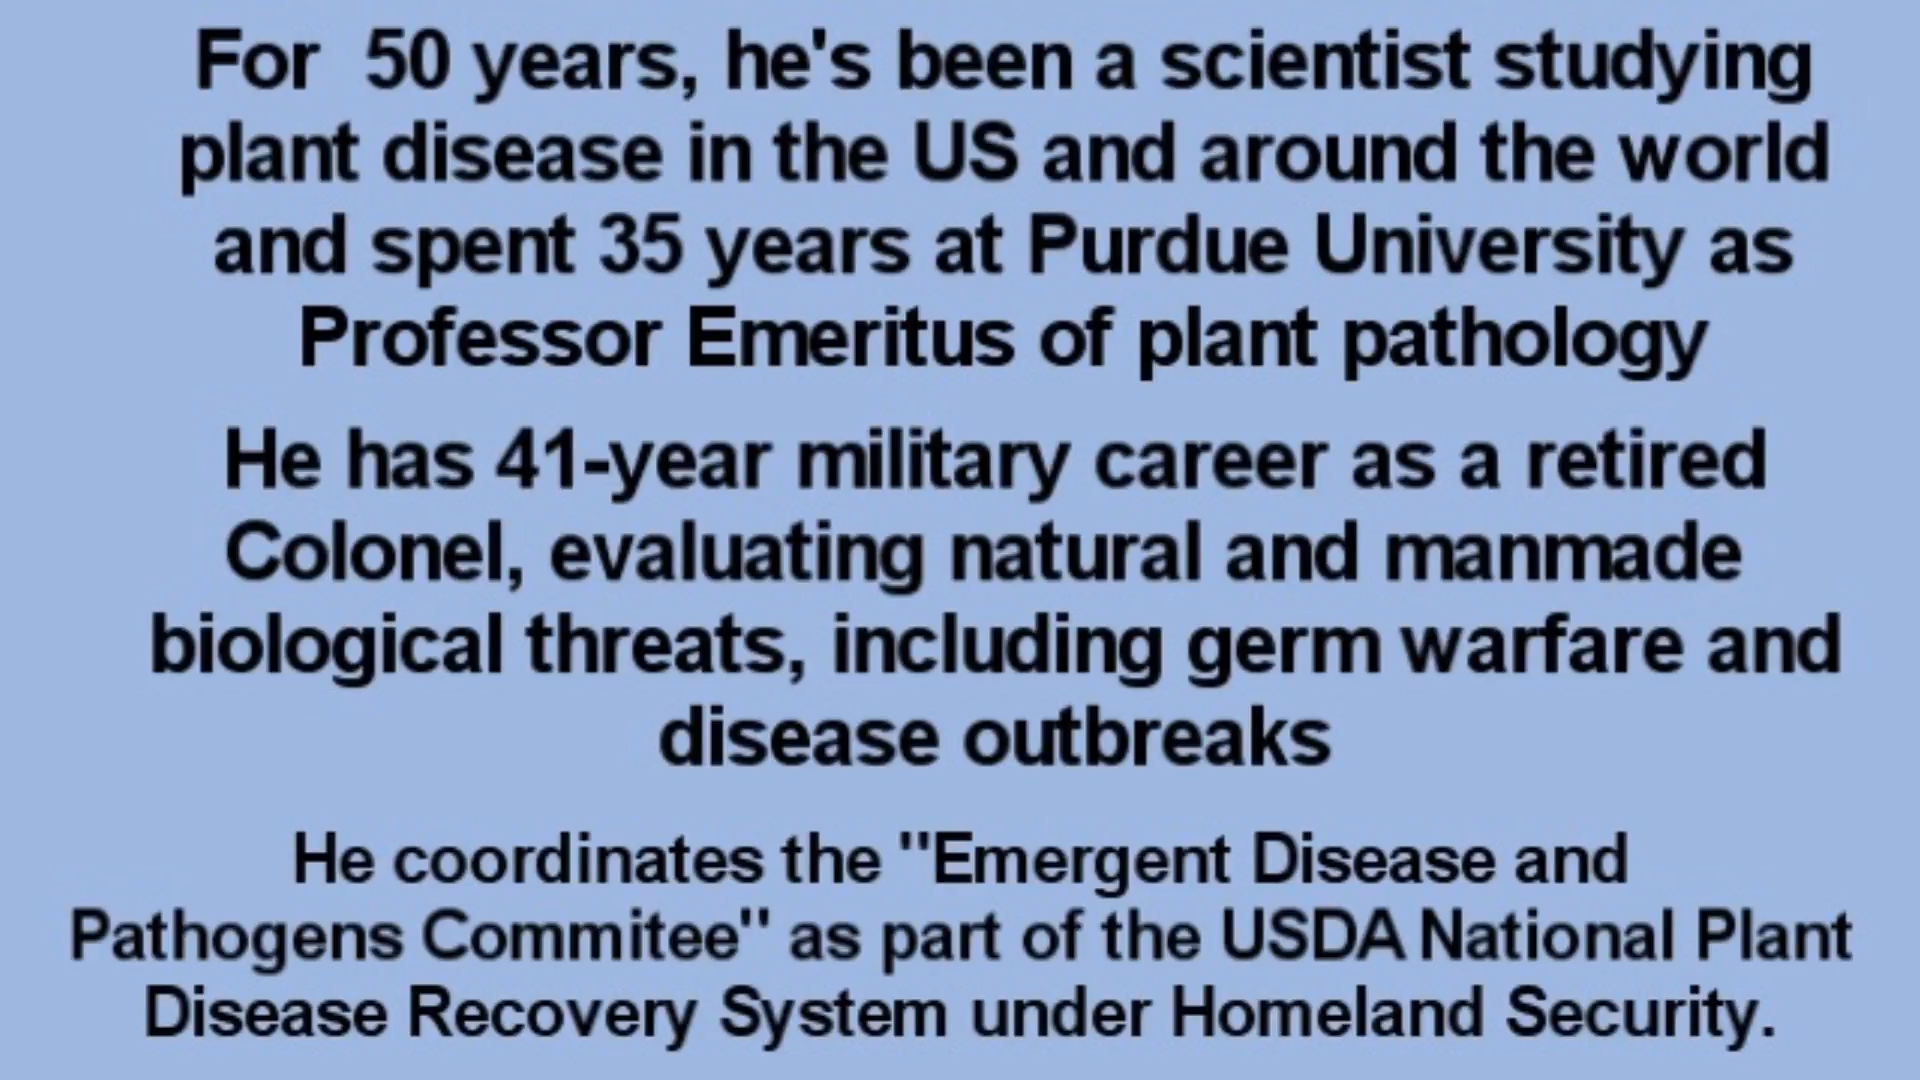 For 50 years, he's been a scientist studying
plant disease in the US and around the world
and spent 35 years at Purdue University as
Professor Emeritus of plant pathology
He has 41-year military career as a retired
Colonel, evaluating natural and manmade
biological threats, including germ warfare and
disease outbreaks
He coordinates the "Emergent Disease and
Pathogens Commitee" as part of the USDA National Plant
Disease Recovery System under Homeland Security.